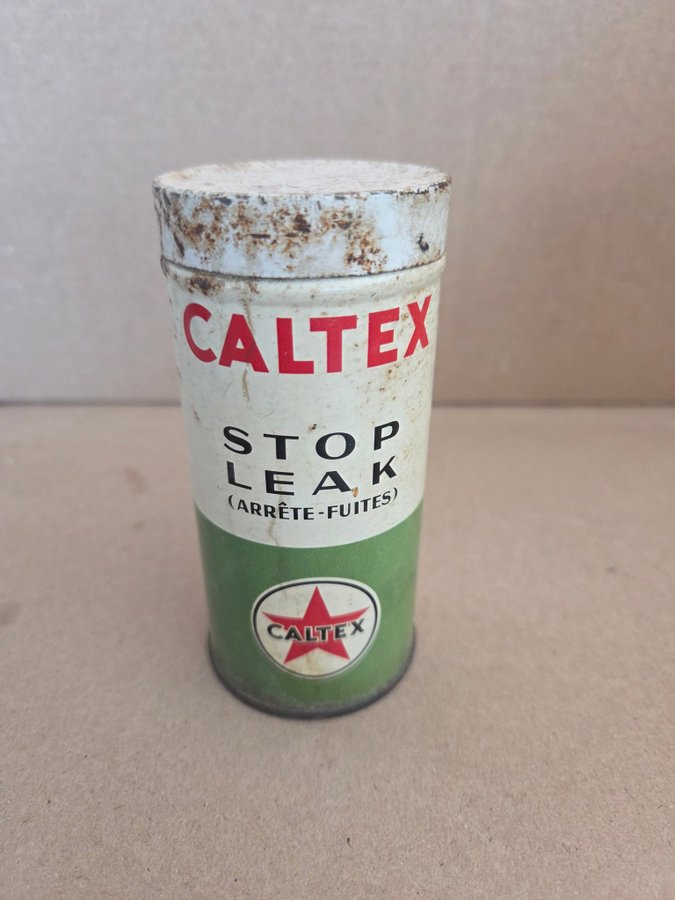 CALTEX
STOP
LEAK
(ARRÊTE-FUITES)
CALTEX